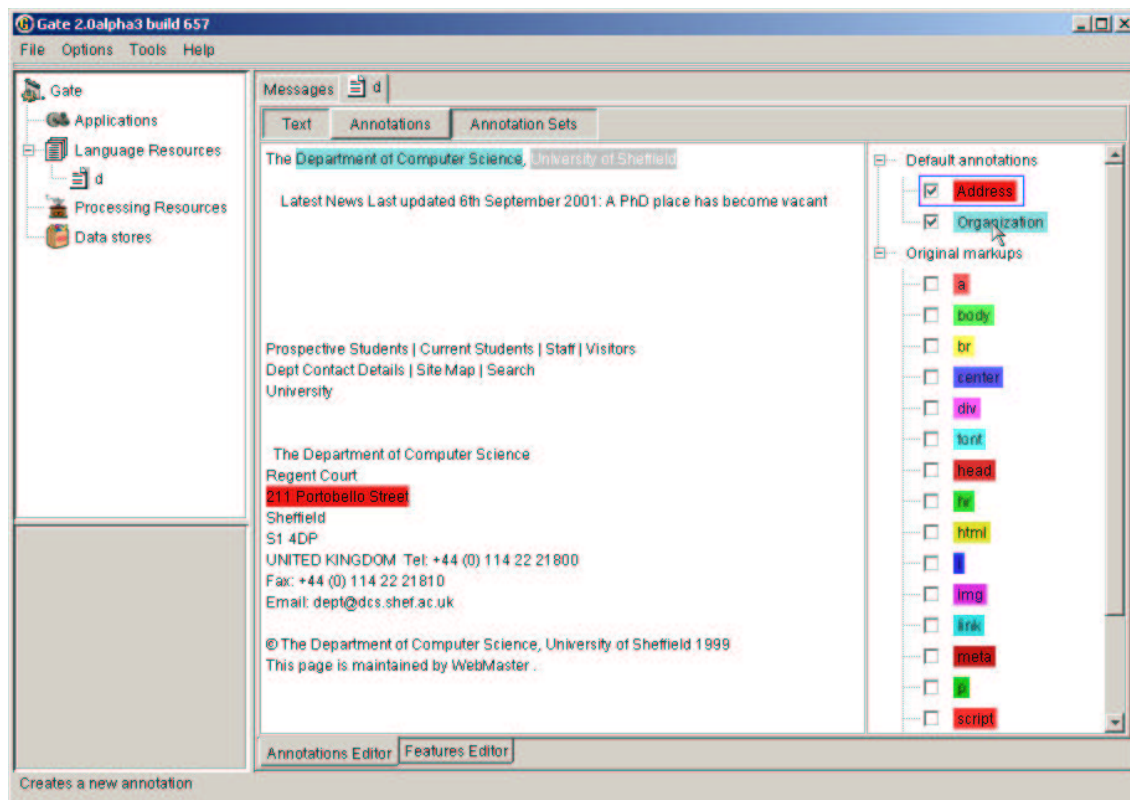 Gate 2.0alpha3 build 657
File Options Tools Help
Gate
Applications
Language Resources
d
Processing Resources
Data stores
Messages d
Text Annotations Annotation Sets
The Department of Computer Science, University of Sheffield
Latest News Last updated 6th September 2001: A PhD place has become vacant
Prospective Students | Current Students | Staff | Visitors
Dept Contact Details | Site Map | Search
University
The Department of Computer Science
Regent Court
211 Portobello Street
Sheffield
S1 4DP
UNITED KINGDOM Tel: +44 (0) 114 22 21800
Fax: +44 (0) 114 22 21810
Email: dept@dcs.shef.ac.uk
© The Department of Computer Science, University of Sheffield 1999
This page is maintained by WebMaster .
Default annotations
Address
Organization
Original markups
a
body
br
center
div
font
head
hr
html
i
img
link
meta
p
script
Annotations Editor Features Editor
Creates a new annotation